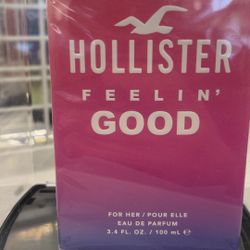 HOLLISTER
FEELIN'
GOOD
FOR HER / POUR ELLE
EAU DE PARFUM
3.4 FL. OZ. / 100 mL ℮